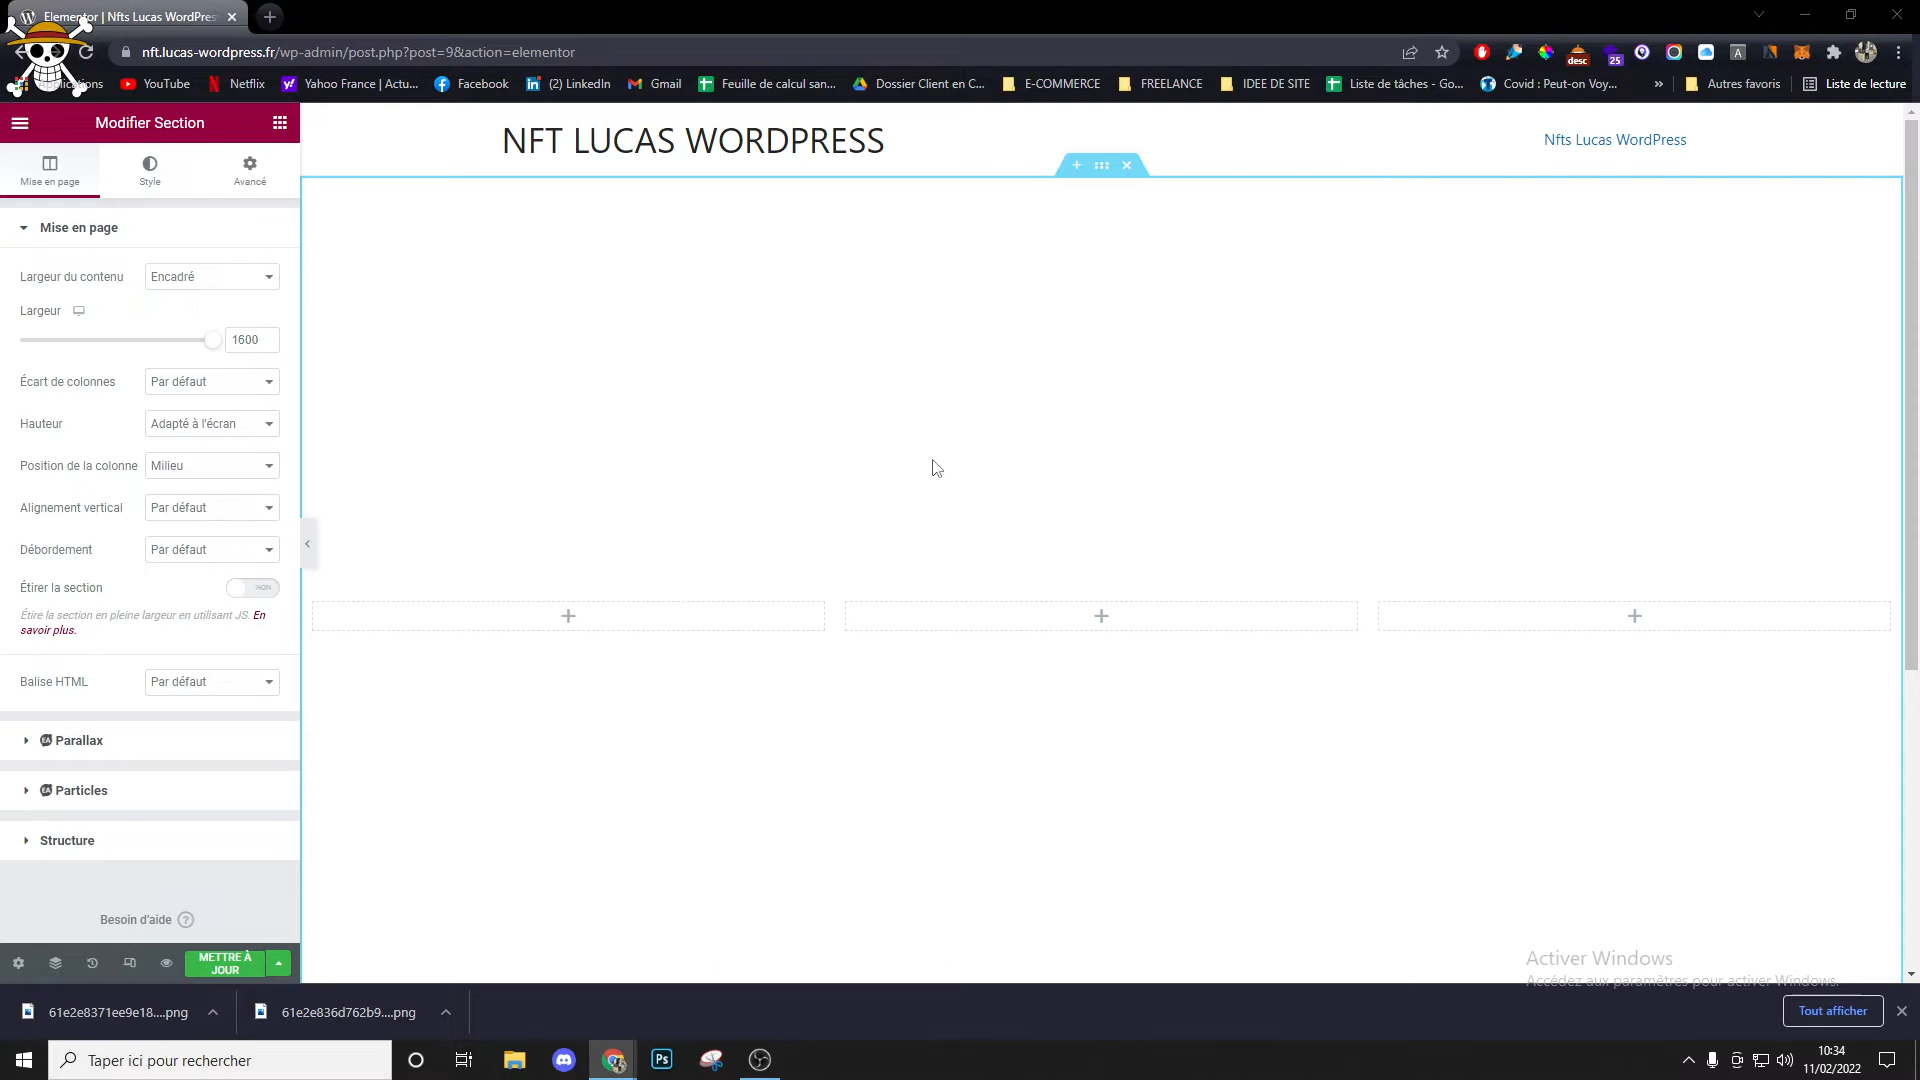 Elementor | Nfts Lucas WordPres
nft.lucas-wordpress.fr/wp-admin/post.php?post=9&action=elementor
desc
25
A
Applications
YouTube
Netflix
Yahoo France | Actu...
Facebook
(2) LinkedIn
Gmail
Feuille de calcul san...
Dossier Client en C...
E-COMMERCE
FREELANCE
IDEE DE SITE
Liste de tâches - Go...
Covid : Peut-on Voy...
»
Autres favoris
Liste de lecture
Modifier Section
NFT LUCAS WORDPRESS
Nfts Lucas WordPress
Mise en page
Style
Avancé
Mise en page
Largeur du contenu
Encadré
Largeur
1600
Écart de colonnes
Par défaut
Hauteur
Adapté à l'écran
Position de la colonne
Milieu
Alignement vertical
Par défaut
Débordement
Par défaut
Étirer la section
NON
Étire la section en pleine largeur en utilisant JS. En
savoir plus.
Balise HTML
Par défaut
EA Parallax
EA Particles
Structure
Besoin d'aide ?
METTRE À
JOUR
Activer Windows
Accédez aux paramètres pour activer Windows.
61e2e8371ee9e18....png
61e2e836d762b9....png
Tout afficher
Taper ici pour rechercher
Ps
10:34
11/02/2022